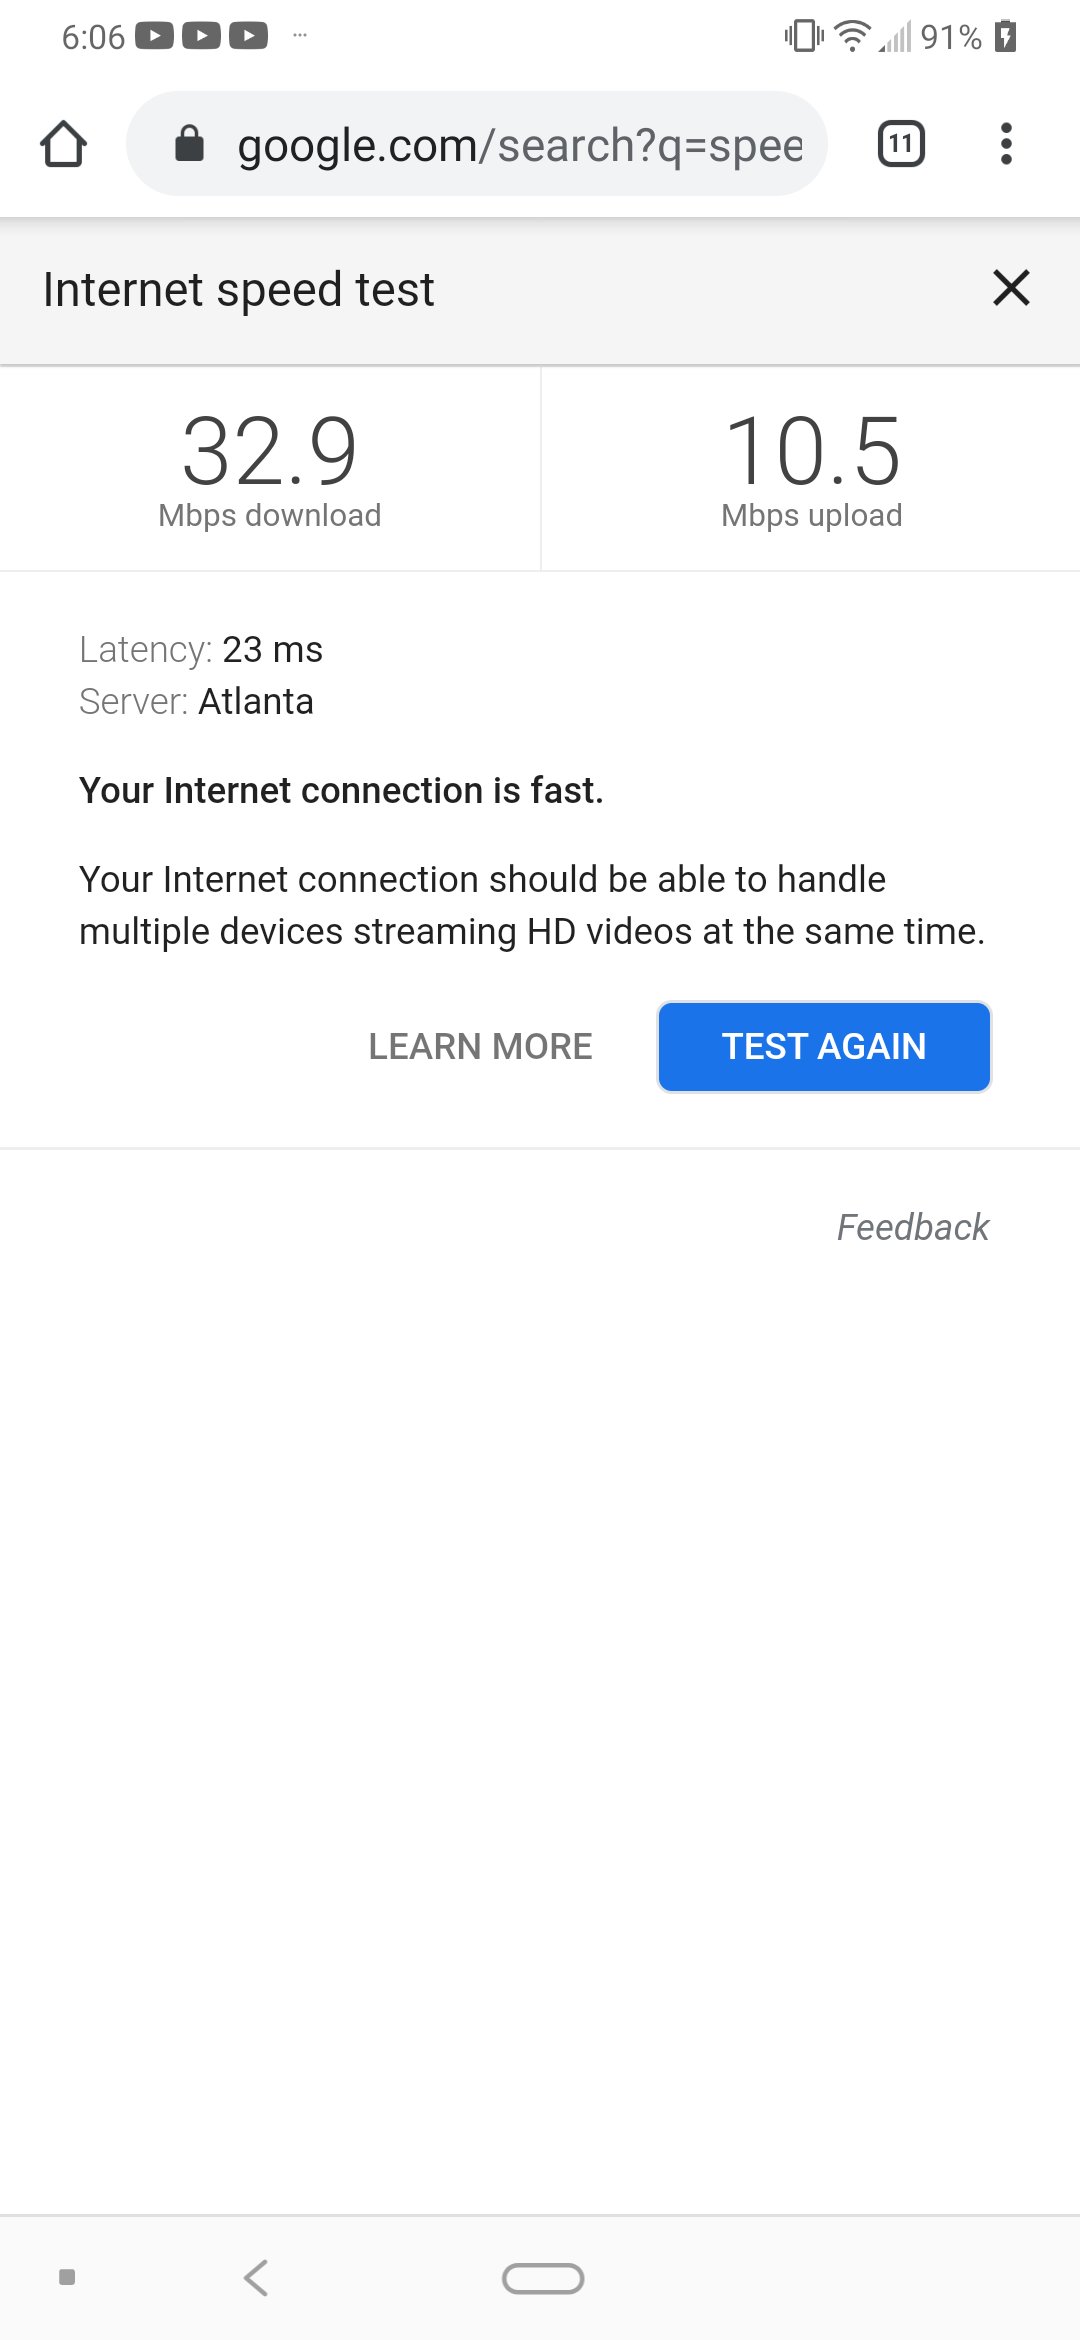 6:06 ... 91%
google.com/search?q=spee
11
Internet speed test
32.9
Mbps download
10.5
Mbps upload
Latency: 23 ms
Server: Atlanta
Your Internet connection is fast.
Your Internet connection should be able to handle
multiple devices streaming HD videos at the same time.
LEARN MORE
TEST AGAIN
Feedback